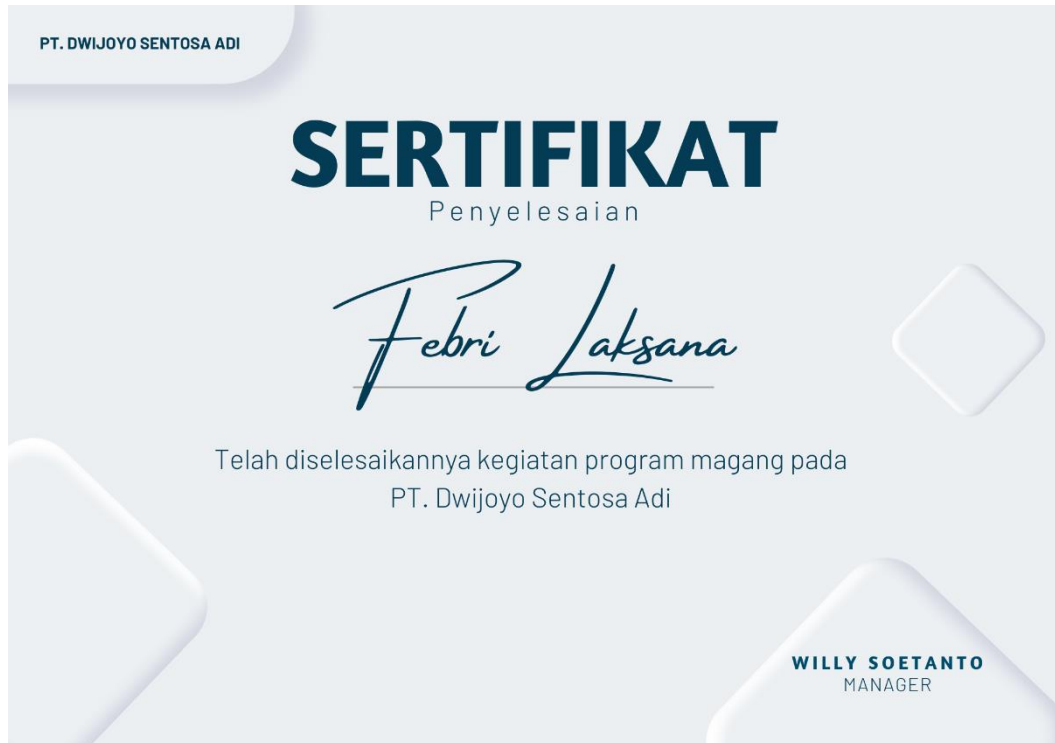 PT. DWIJOYO SENTOSA ADI
SERTIFIKAT
Penyelesaian
Febri Laksana
Telah diselesaikannya kegiatan program magang pada
PT. Dwijoyo Sentosa Adi
WILLY SOETANTO
MANAGER